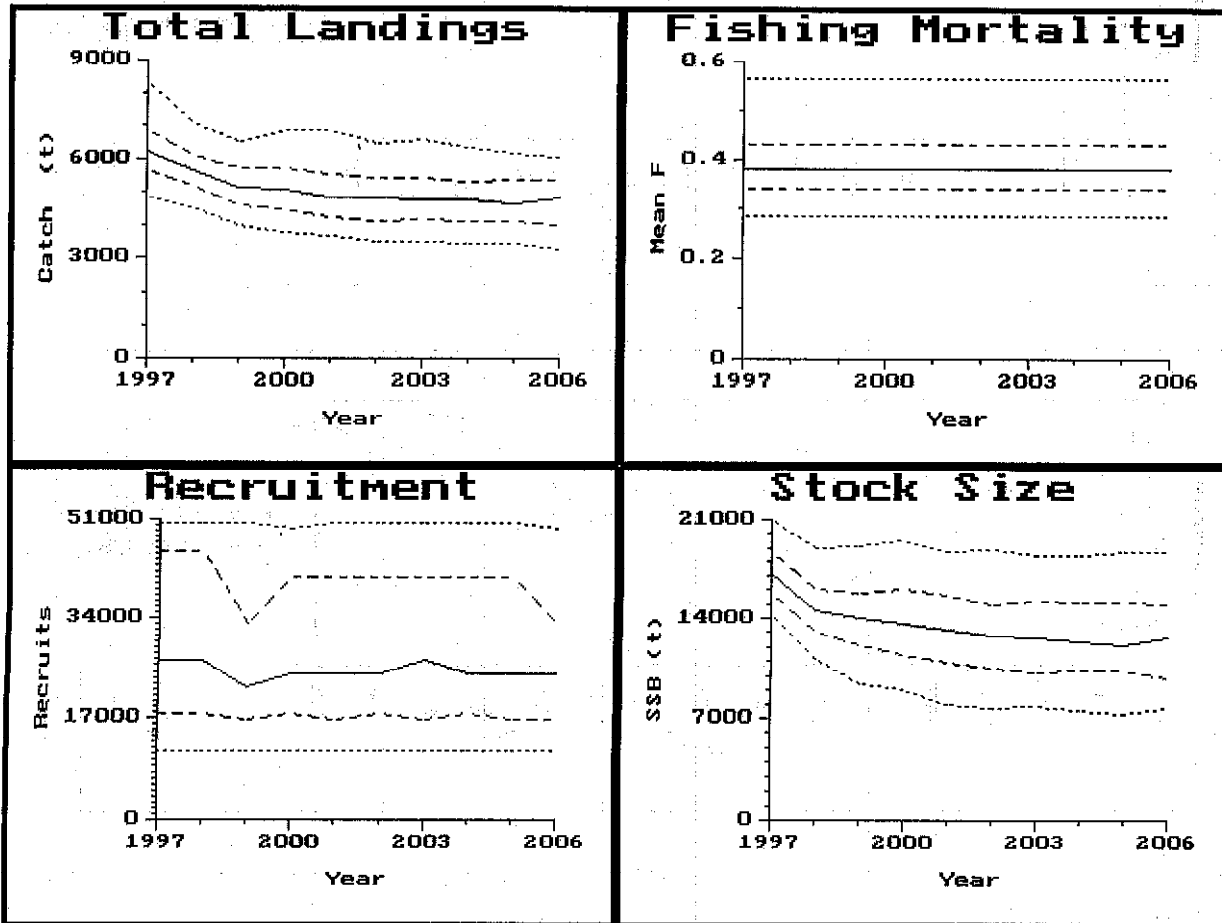 Total Landings
9000
6000
3000
0
Catch (t)
1997 2000 2003 2006
Year
Fishing Mortality
0.6
0.4
0.2
0
Mean F
1997 2000 2003 2006
Year
Recruitment
51000
34000
17000
0
Recruits
1997 2000 2003 2006
Year
Stock Size
21000
14000
7000
0
SSB (t)
1997 2000 2003 2006
Year